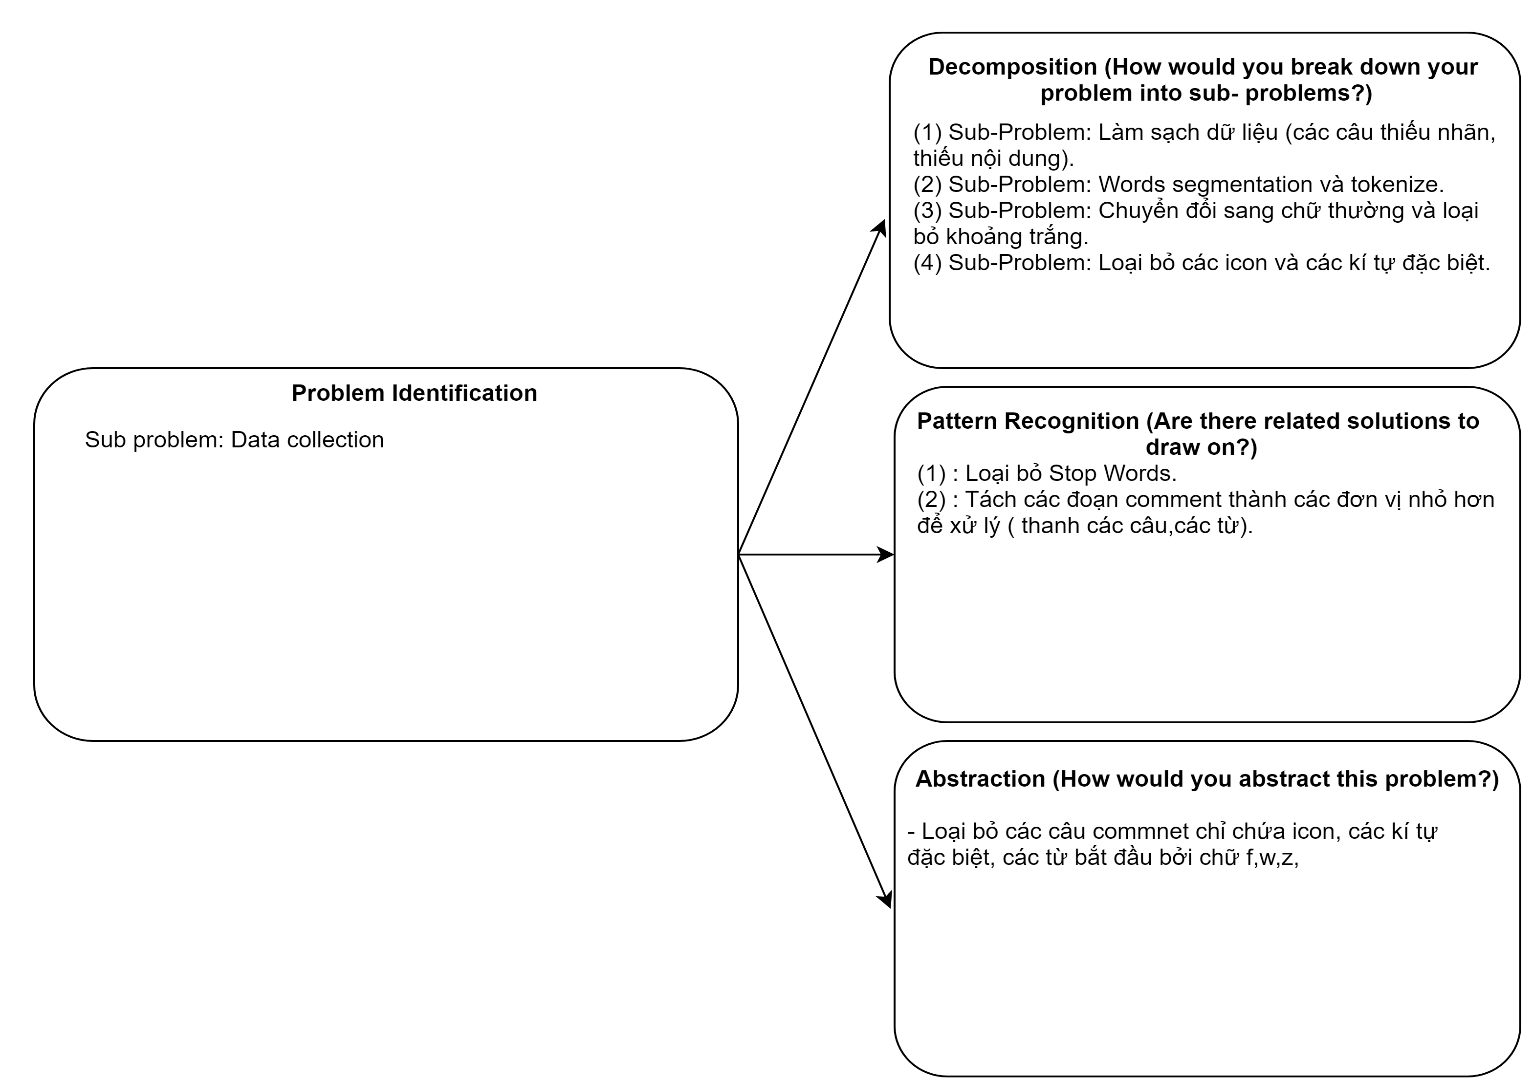 Decomposition (How would you break down your
problem into sub- problems?)
(1) Sub-Problem: Làm sạch dữ liệu (các câu thiếu nhãn,
thiếu nội dung).
(2) Sub-Problem: Words segmentation và tokenize.
(3) Sub-Problem: Chuyển đổi sang chữ thường và loại
bỏ khoảng trắng.
(4) Sub-Problem: Loại bỏ các icon và các kí tự đặc biệt.
Problem Identification
Sub problem: Data collection
Pattern Recognition (Are there related solutions to
draw on?)
(1) : Loại bỏ Stop Words.
(2) : Tách các đoạn comment thành các đơn vị nhỏ hơn
để xử lý ( thanh các câu,các từ).
Abstraction (How would you abstract this problem?)
- Loại bỏ các câu commnet chỉ chứa icon, các kí tự
đặc biệt, các từ bắt đầu bởi chữ f,w,z,